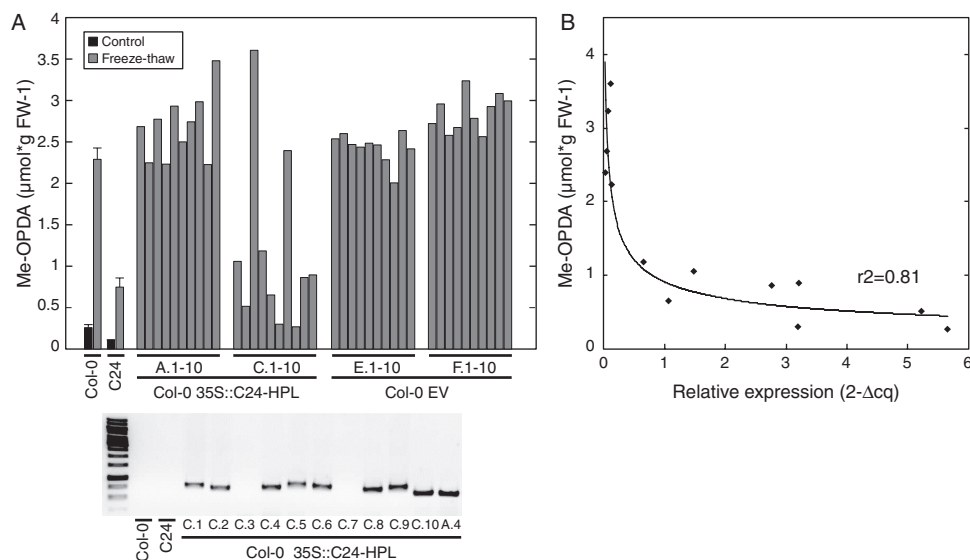 A
B
Control
Freeze-thaw
Me-OPDA (µmol*g FW-1)
4
3.5
3
2.5
2
1.5
1
0.5
0
Col-0
C24
A.1-10
C.1-10
E.1-10
F.1-10
Col-0 35S::C24-HPL
Col-0 EV
Me-OPDA (µmol*g FW-1)
4
3
2
1
0
r2=0.81
0 1 2 3 4 5 6
Relative expression (2-Δcq)
Col-0
C24
C.1 C.2 C.3 C.4 C.5 C.6 C.7 C.8 C.9 C.10 A.4
Col-0 35S::C24-HPL